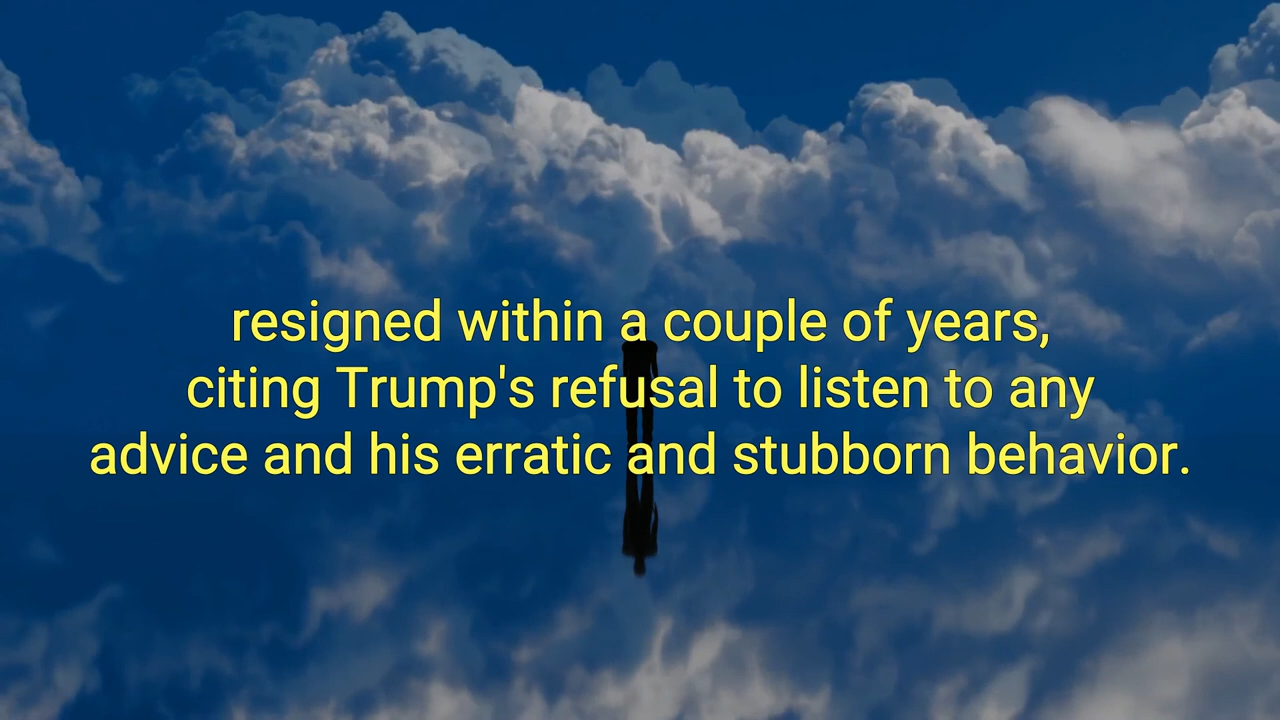 resigned within a couple of years,
citing Trump's refusal to listen to any
advice and his erratic and stubborn behavior.